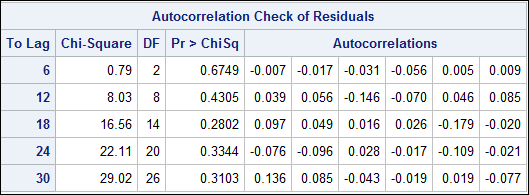 Autocorrelation Check of Residuals
To Lag Chi-Square DF Pr > ChiSq Autocorrelations
6 0.79 2 0.6749 -0.007 -0.017 -0.031 -0.056 0.005 0.009
12 8.03 8 0.4305 0.039 0.056 -0.146 -0.070 0.046 0.085
18 16.56 14 0.2802 0.097 0.049 0.016 0.026 -0.179 -0.020
24 22.11 20 0.3344 -0.076 -0.096 0.028 -0.017 -0.109 -0.021
30 29.02 26 0.3103 0.136 0.085 -0.043 -0.019 0.019 -0.077